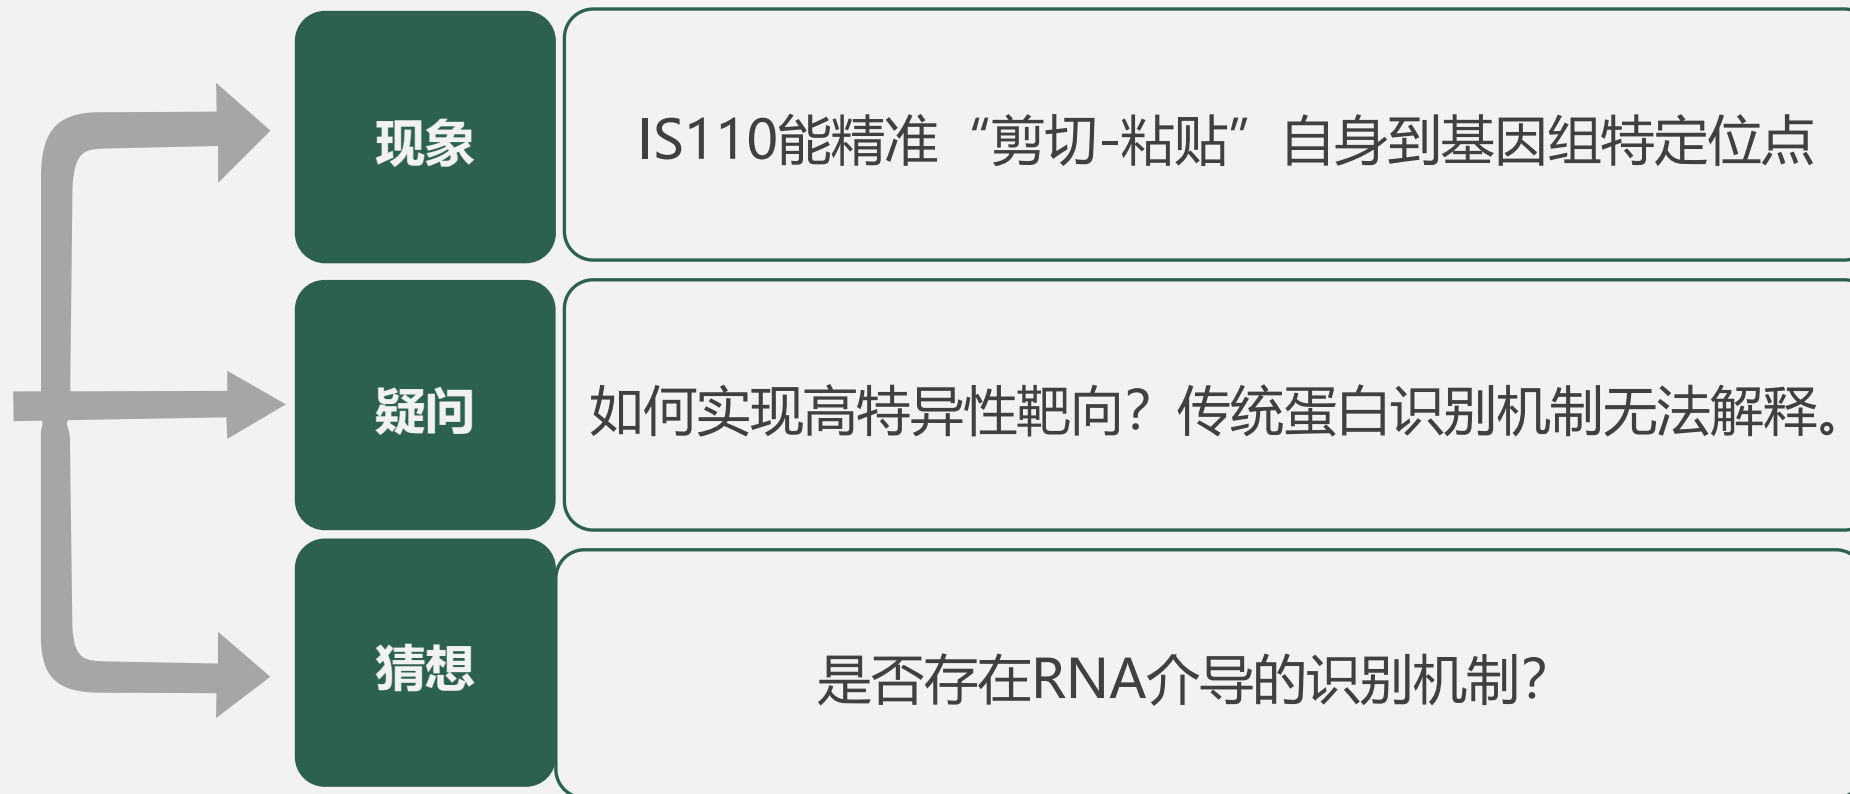 现象
IS110能精准“剪切-粘贴”自身到基因组特定位点
疑问
如何实现高特异性靶向？传统蛋白识别机制无法解释。
猜想
是否存在RNA介导的识别机制？